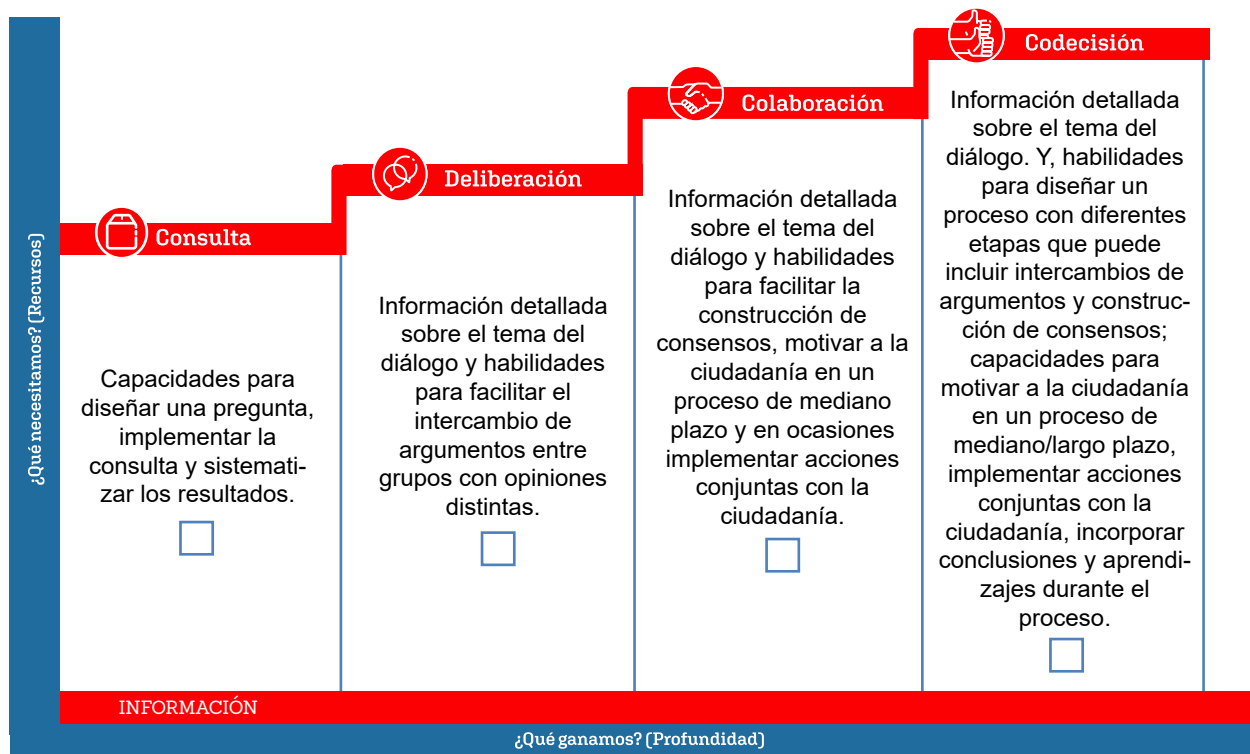 ¿Qué necesitamos? (Recursos)
Consulta
Capacidades para
diseñar una pregunta,
implementar la
consulta y sistemati-
zar los resultados.
Deliberación
Información detallada
sobre el tema del
diálogo y habilidades
para facilitar el
intercambio de
argumentos entre
grupos con opiniones
distintas.
Colaboración
Información detallada
sobre el tema del
diálogo y habilidades
para facilitar la
construcción de
consensos, motivar a la
ciudadanía en un
proceso de mediano
plazo y en ocasiones
implementar acciones
conjuntas con la
ciudadanía.
Codecisión
Información detallada
sobre el tema del
diálogo. Y, habilidades
para diseñar un
proceso con diferentes
etapas que puede
incluir intercambios de
argumentos y construc-
ción de consensos;
capacidades para
motivar a la ciudadanía
en un proceso de
mediano/largo plazo,
implementar acciones
conjuntas con la
ciudadanía, incorporar
conclusiones y aprendi-
zajes durante el
proceso.
INFORMACIÓN
¿Qué ganamos? (Profundidad)